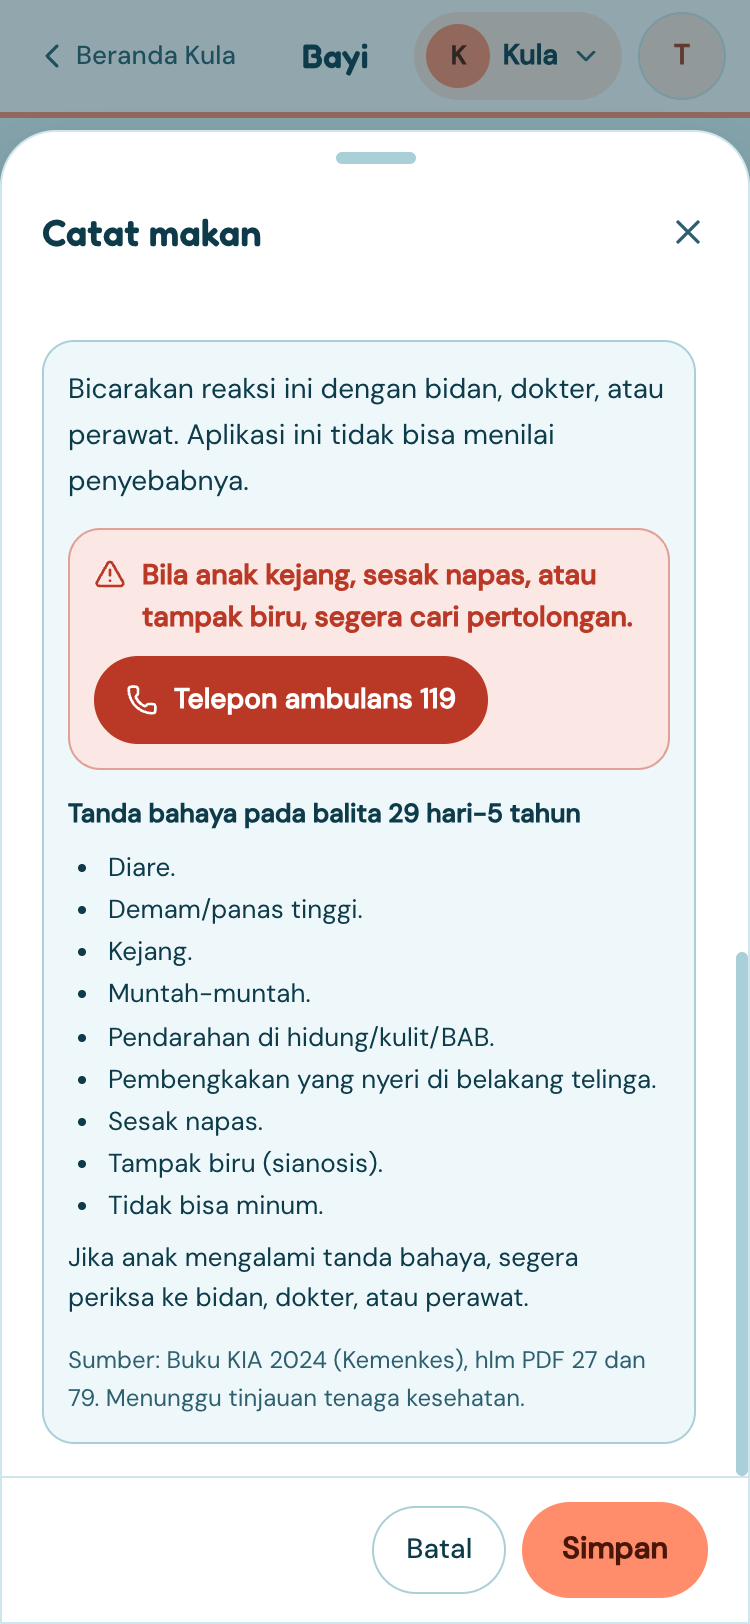 Beranda Kula
Bayi
K
Kula
T
Catat makan
Bicarakan reaksi ini dengan bidan, dokter, atau
perawat. Aplikasi ini tidak bisa menilai
penyebabnya.
Bila anak kejang, sesak napas, atau
tampak biru, segera cari pertolongan.
Telepon ambulans 119
Tanda bahaya pada balita 29 hari–5 tahun
• Diare.
• Demam/panas tinggi.
• Kejang.
• Muntah-muntah.
• Pendarahan di hidung/kulit/BAB.
• Pembengkakan yang nyeri di belakang telinga.
• Sesak napas.
• Tampak biru (sianosis).
• Tidak bisa minum.
Jika anak mengalami tanda bahaya, segera
periksa ke bidan, dokter, atau perawat.
Sumber: Buku KIA 2024 (Kemenkes), hlm PDF 27 dan
79. Menunggu tinjauan tenaga kesehatan.
Batal
Simpan